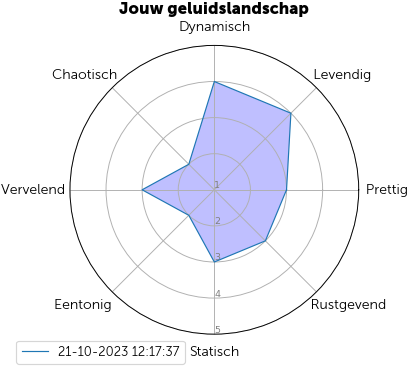 Jouw geluidslandschap
Dynamisch
Chaotisch
Levendig
Vervelend
1
Prettig
2
3
Eentonig
4
Rustgevend
5
21-10-2023 12:17:37
Statisch